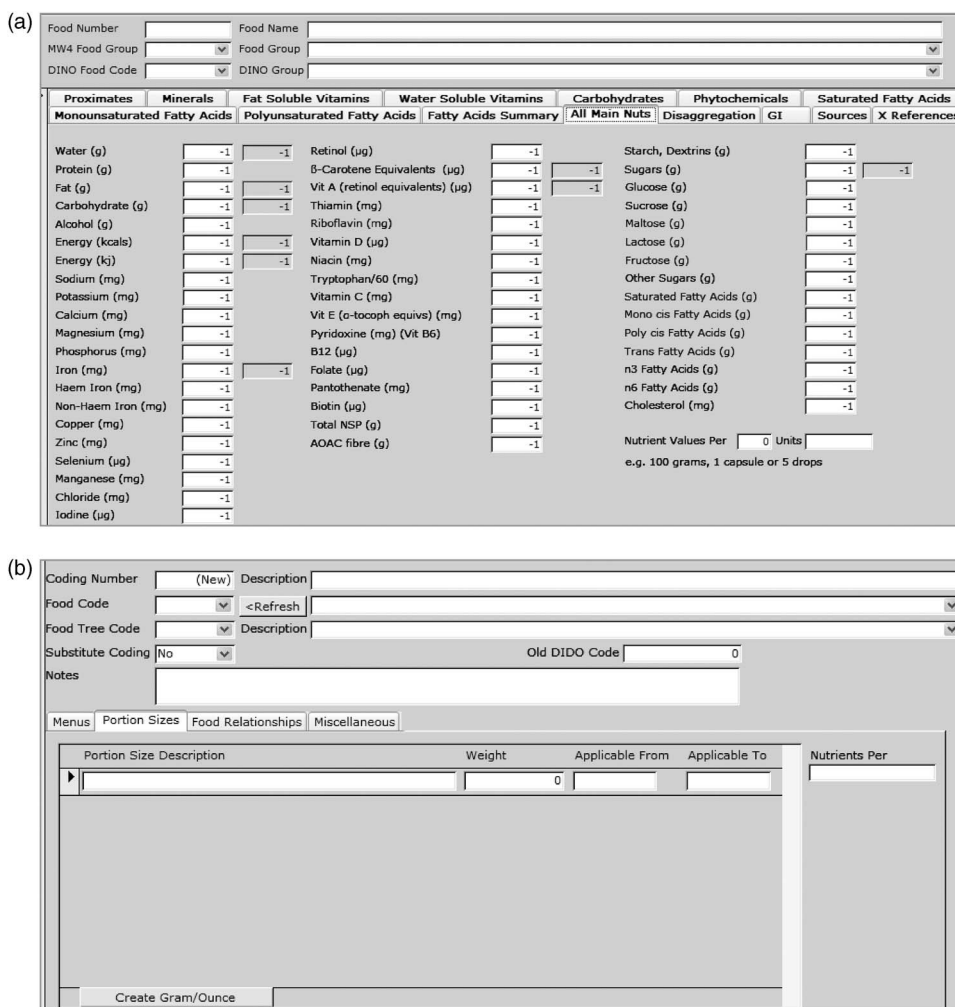 (a)
Food Number Food Name
MW4 Food Group Food Group
DINO Food Code DINO Group
Proximates Minerals Fat Soluble Vitamins Water Soluble Vitamins Carbohydrates Phytochemicals Saturated Fatty Acids
Monounsaturated Fatty Acids Polyunsaturated Fatty Acids Fatty Acids Summary All Main Nuts Disaggregation GI Sources X References
Water (g) -1 -1 Retinol (µg) -1 Starch, Dextrins (g) -1
Protein (g) -1 ß-Carotene Equivalents (µg) -1 -1 Sugars (g) -1 -1
Fat (g) -1 -1 Vit A (retinol equivalents) (µg) -1 -1 Glucose (g) -1
Carbohydrate (g) -1 -1 Thiamin (mg) -1 Sucrose (g) -1
Alcohol (g) -1 Riboflavin (mg) -1 Maltose (g) -1
Energy (kcals) -1 -1 Vitamin D (µg) -1 Lactose (g) -1
Energy (kj) -1 -1 Niacin (mg) -1 Fructose (g) -1
Sodium (mg) -1 Tryptophan/60 (mg) -1 Other Sugars (g) -1
Potassium (mg) -1 Vitamin C (mg) -1 Saturated Fatty Acids (g) -1
Calcium (mg) -1 Vit E (α-tocoph equivs) (mg) -1 Mono cis Fatty Acids (g) -1
Magnesium (mg) -1 Pyridoxine (mg) (Vit B6) -1 Poly cis Fatty Acids (g) -1
Phosphorus (mg) -1 B12 (µg) -1 Trans Fatty Acids (g) -1
Iron (mg) -1 -1 Folate (µg) -1 n3 Fatty Acids (g) -1
Haem Iron (mg) -1 Pantothenate (mg) -1 n6 Fatty Acids (g) -1
Non-Haem Iron (mg) -1 Biotin (µg) -1 Cholesterol (mg) -1
Copper (mg) -1 Total NSP (g) -1
Zinc (mg) -1 AOAC fibre (g) -1 Nutrient Values Per 0 Units
Selenium (µg) -1 e.g. 100 grams, 1 capsule or 5 drops
Manganese (mg) -1
Chloride (mg) -1
Iodine (µg) -1
(b)
Coding Number (New) Description
Food Code <Refresh
Food Tree Code Description
Substitute Coding No Old DIDO Code 0
Notes
Menus Portion Sizes Food Relationships Miscellaneous
Portion Size Description Weight Applicable From Applicable To Nutrients Per
0
Create Gram/Ounce